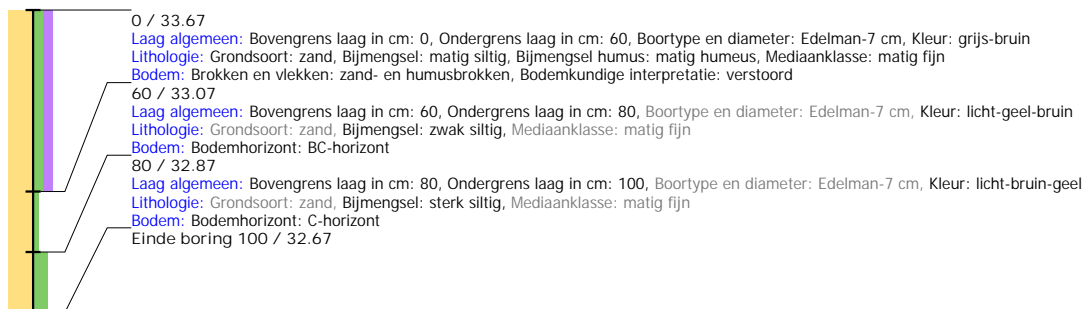 0 / 33.67
Laag algemeen: Bovengrens laag in cm: 0, Ondergrens laag in cm: 60, Boortype en diameter: Edelman-7 cm, Kleur: grijs-bruin
Lithologie: Grondsoort: zand, Bijmengsel: matig siltig, Bijmengsel humus: matig humeus, Mediaanklasse: matig fijn
Bodem: Brokken en vlekken: zand- en humusbrokken, Bodemkundige interpretatie: verstoord
60 / 33.07
Laag algemeen: Bovengrens laag in cm: 60, Ondergrens laag in cm: 80, Boortype en diameter: Edelman-7 cm, Kleur: licht-geel-bruin
Lithologie: Grondsoort: zand, Bijmengsel: zwak siltig, Mediaanklasse: matig fijn
Bodem: Bodemhorizont: BC-horizont
80 / 32.87
Laag algemeen: Bovengrens laag in cm: 80, Ondergrens laag in cm: 100, Boortype en diameter: Edelman-7 cm, Kleur: licht-bruin-geel
Lithologie: Grondsoort: zand, Bijmengsel: sterk siltig, Mediaanklasse: matig fijn
Bodem: Bodemhorizont: C-horizont
Einde boring 100 / 32.67